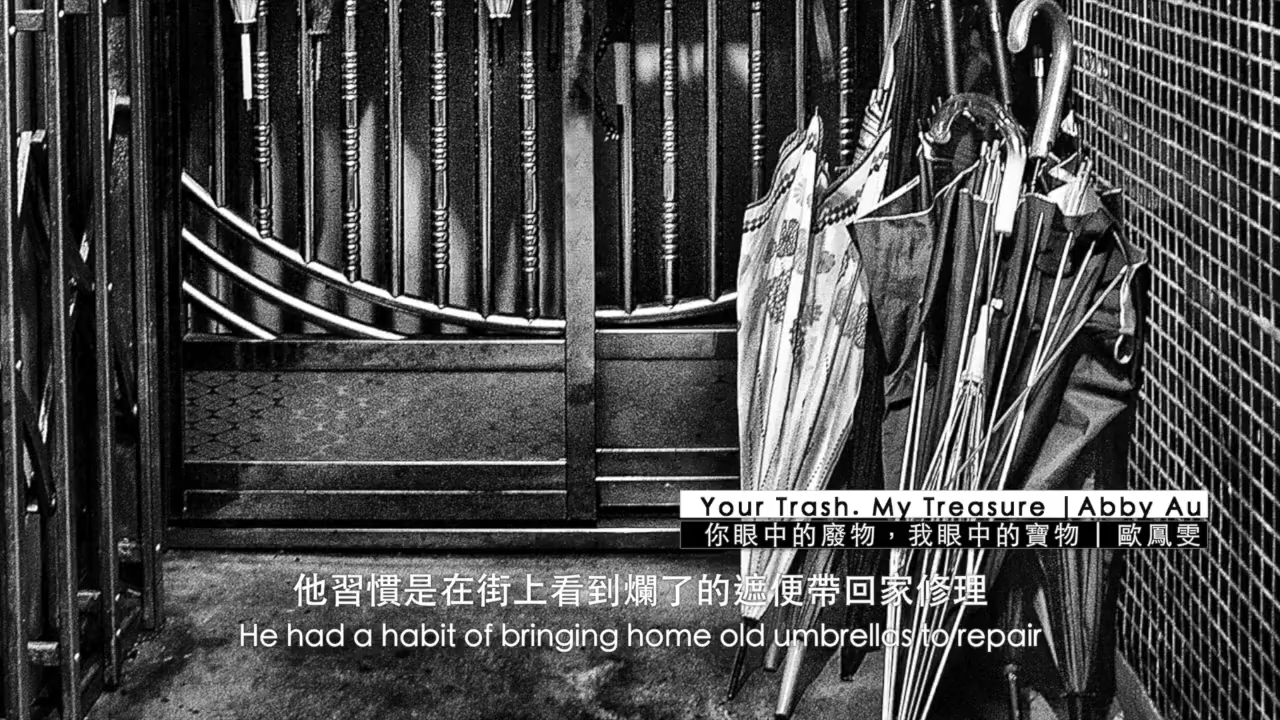 Your Trash. My Treasure | Abby Au
你眼中的廢物，我眼中的寶物 | 歐鳳雯
他習慣是在街上看到爛了的遮便帶回家修理
He had a habit of bringing home old umbrellas to repair